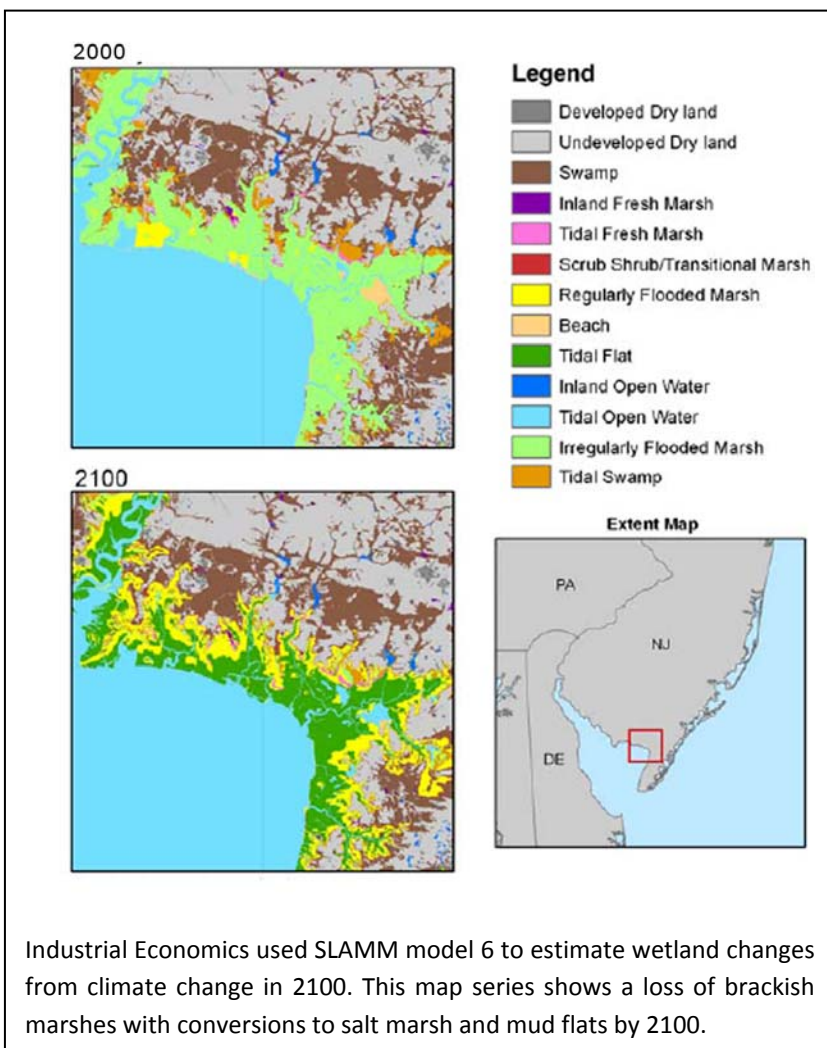 2000
Legend
Developed Dry land
Undeveloped Dry land
Swamp
Inland Fresh Marsh
Tidal Fresh Marsh
Scrub Shrub/Transitional Marsh
Regularly Flooded Marsh
Beach
Tidal Flat
Inland Open Water
Tidal Open Water
Irregularly Flooded Marsh
Tidal Swamp
2100
Extent Map
PA
NJ
DE
Industrial Economics used SLAMM model 6 to estimate wetland changes
from climate change in 2100. This map series shows a loss of brackish
marshes with conversions to salt marsh and mud flats by 2100.